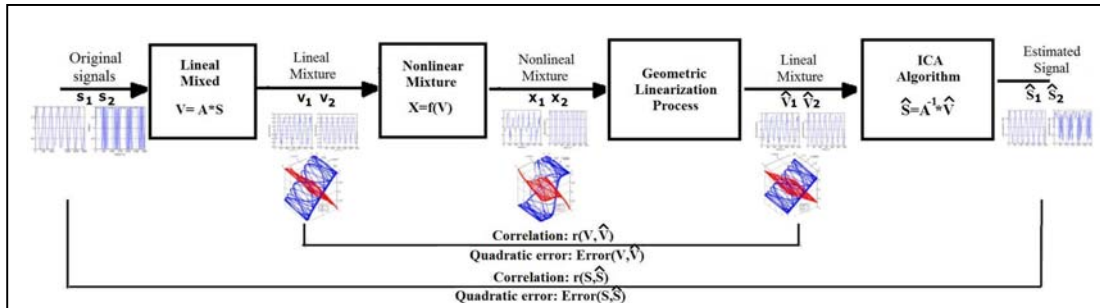 Original
signals
s₁ s₂
Lineal
Mixed
V= A*S
Lineal
Mixture
v₁ v₂
Nonlinear
Mixture
X=f(V)
Nonlinear
Mixture
x₁ x₂
Geometric
Linearization
Process
Lineal
Mixture
V̂₁ V̂₂
ICA
Algorithm
Ŝ=A⁻¹*V̂
Estimated
Signal
Ŝ₁ Ŝ₂
Correlation: r(V,V̂)
Quadratic error: Error(V,V̂)
Correlation: r(S,Ŝ)
Quadratic error: Error(S,Ŝ)